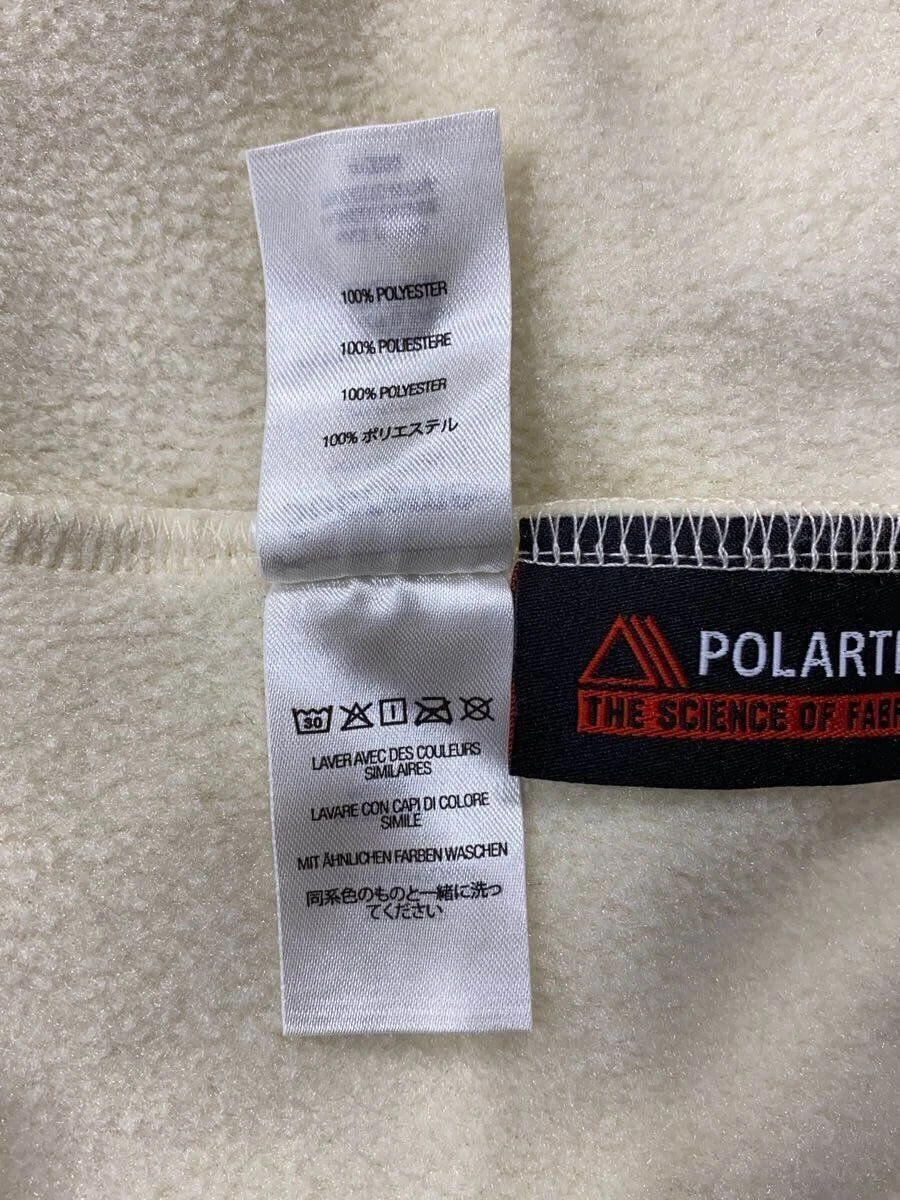 100% POLYESTER
100% POLIESTERE
100% POLYESTER
100% ポリエステル
30
LAVER AVEC DES COULEURS
SIMILAIRES
LAVARE CON CAPI DI COLORE
SIMILE
MIT ÄHNLICHEN FARBEN WASCHEN
同系色のものと一緒に洗っ
てください
POLARTE
THE SCIENCE OF FABR